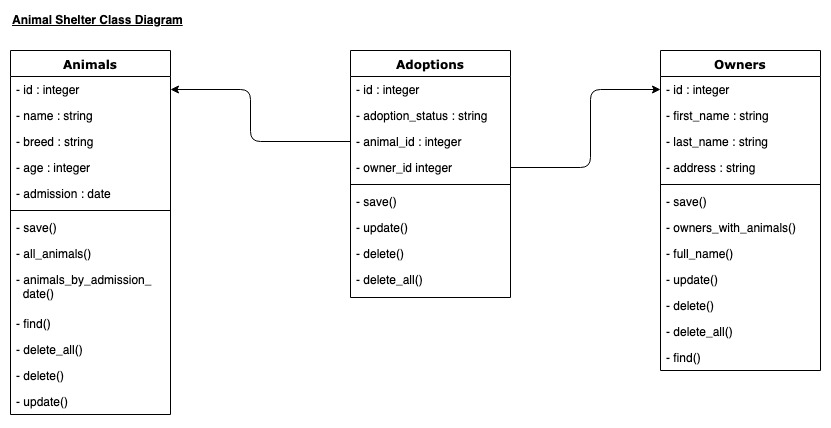 Animal Shelter Class Diagram
Animals
- id : integer
- name : string
- breed : string
- age : integer
- admission : date
- save()
- all_animals()
- animals_by_admission_
date()
- find()
- delete_all()
- delete()
- update()
Adoptions
- id : integer
- adoption_status : string
- animal_id : integer
- owner_id integer
- save()
- update()
- delete()
- delete_all()
Owners
- id : integer
- first_name : string
- last_name : string
- address : string
- save()
- owners_with_animals()
- full_name()
- update()
- delete()
- delete_all()
- find()